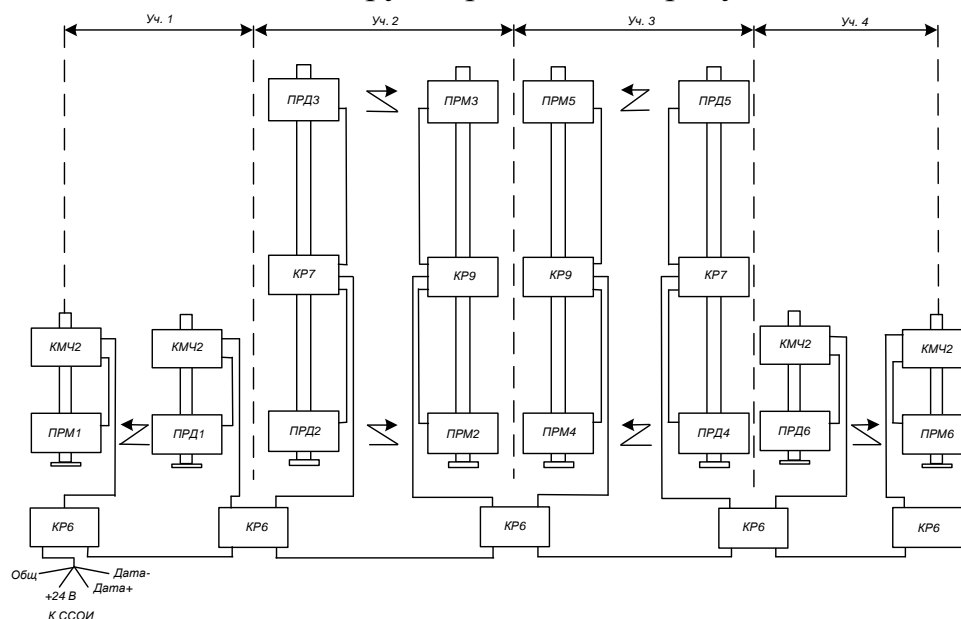 Уч. 1
Уч. 2
Уч. 3
Уч. 4
ПРД3
ПРМ3
ПРМ5
ПРД5
КР7
КР9
КР9
КР7
КМЧ2
КМЧ2
КМЧ2
КМЧ2
ПРМ1
ПРД1
ПРД2
ПРМ2
ПРМ4
ПРД4
ПРД6
ПРМ6
КР6
КР6
КР6
КР6
КР6
Общ
+24 В
Дата+
Дата-
К ССОИ